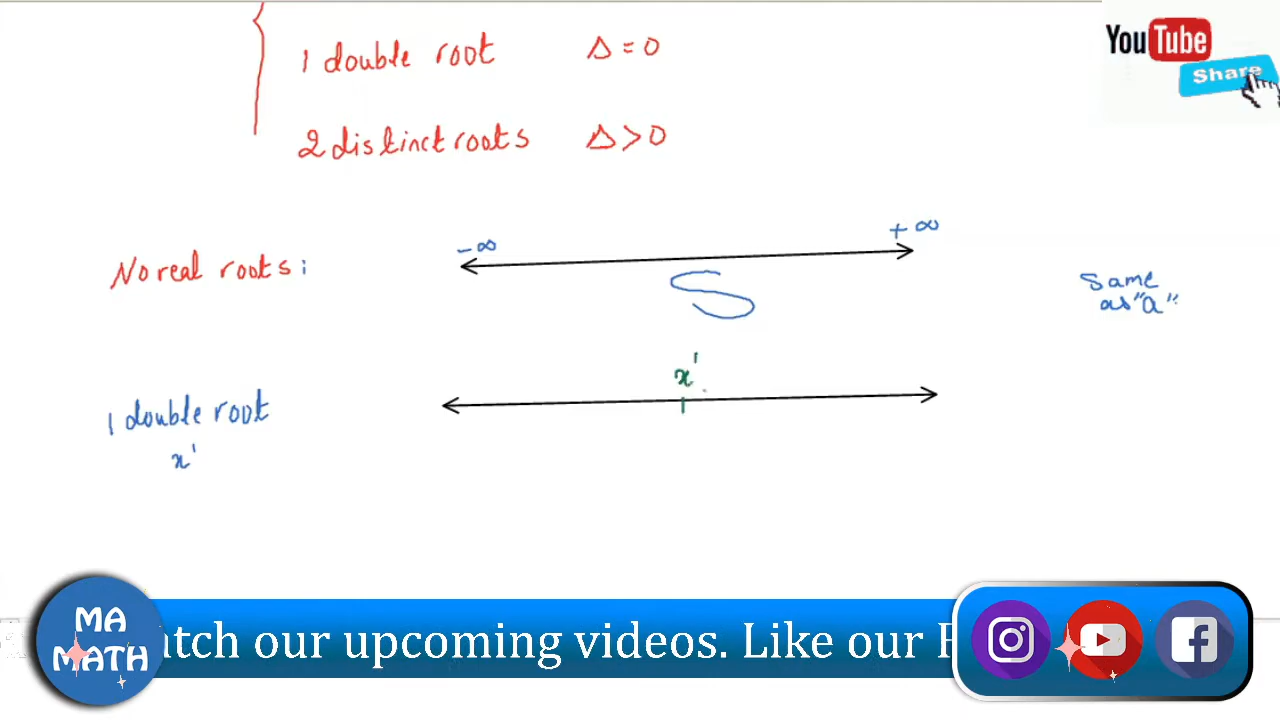 1 double root Δ = 0
2 distinct roots Δ > 0
YouTube
Share
-∞ +∞
No real roots:
S
Same
as "a"
x'
1 double root
x'
MA
MATH
atch our upcoming videos. Like our F